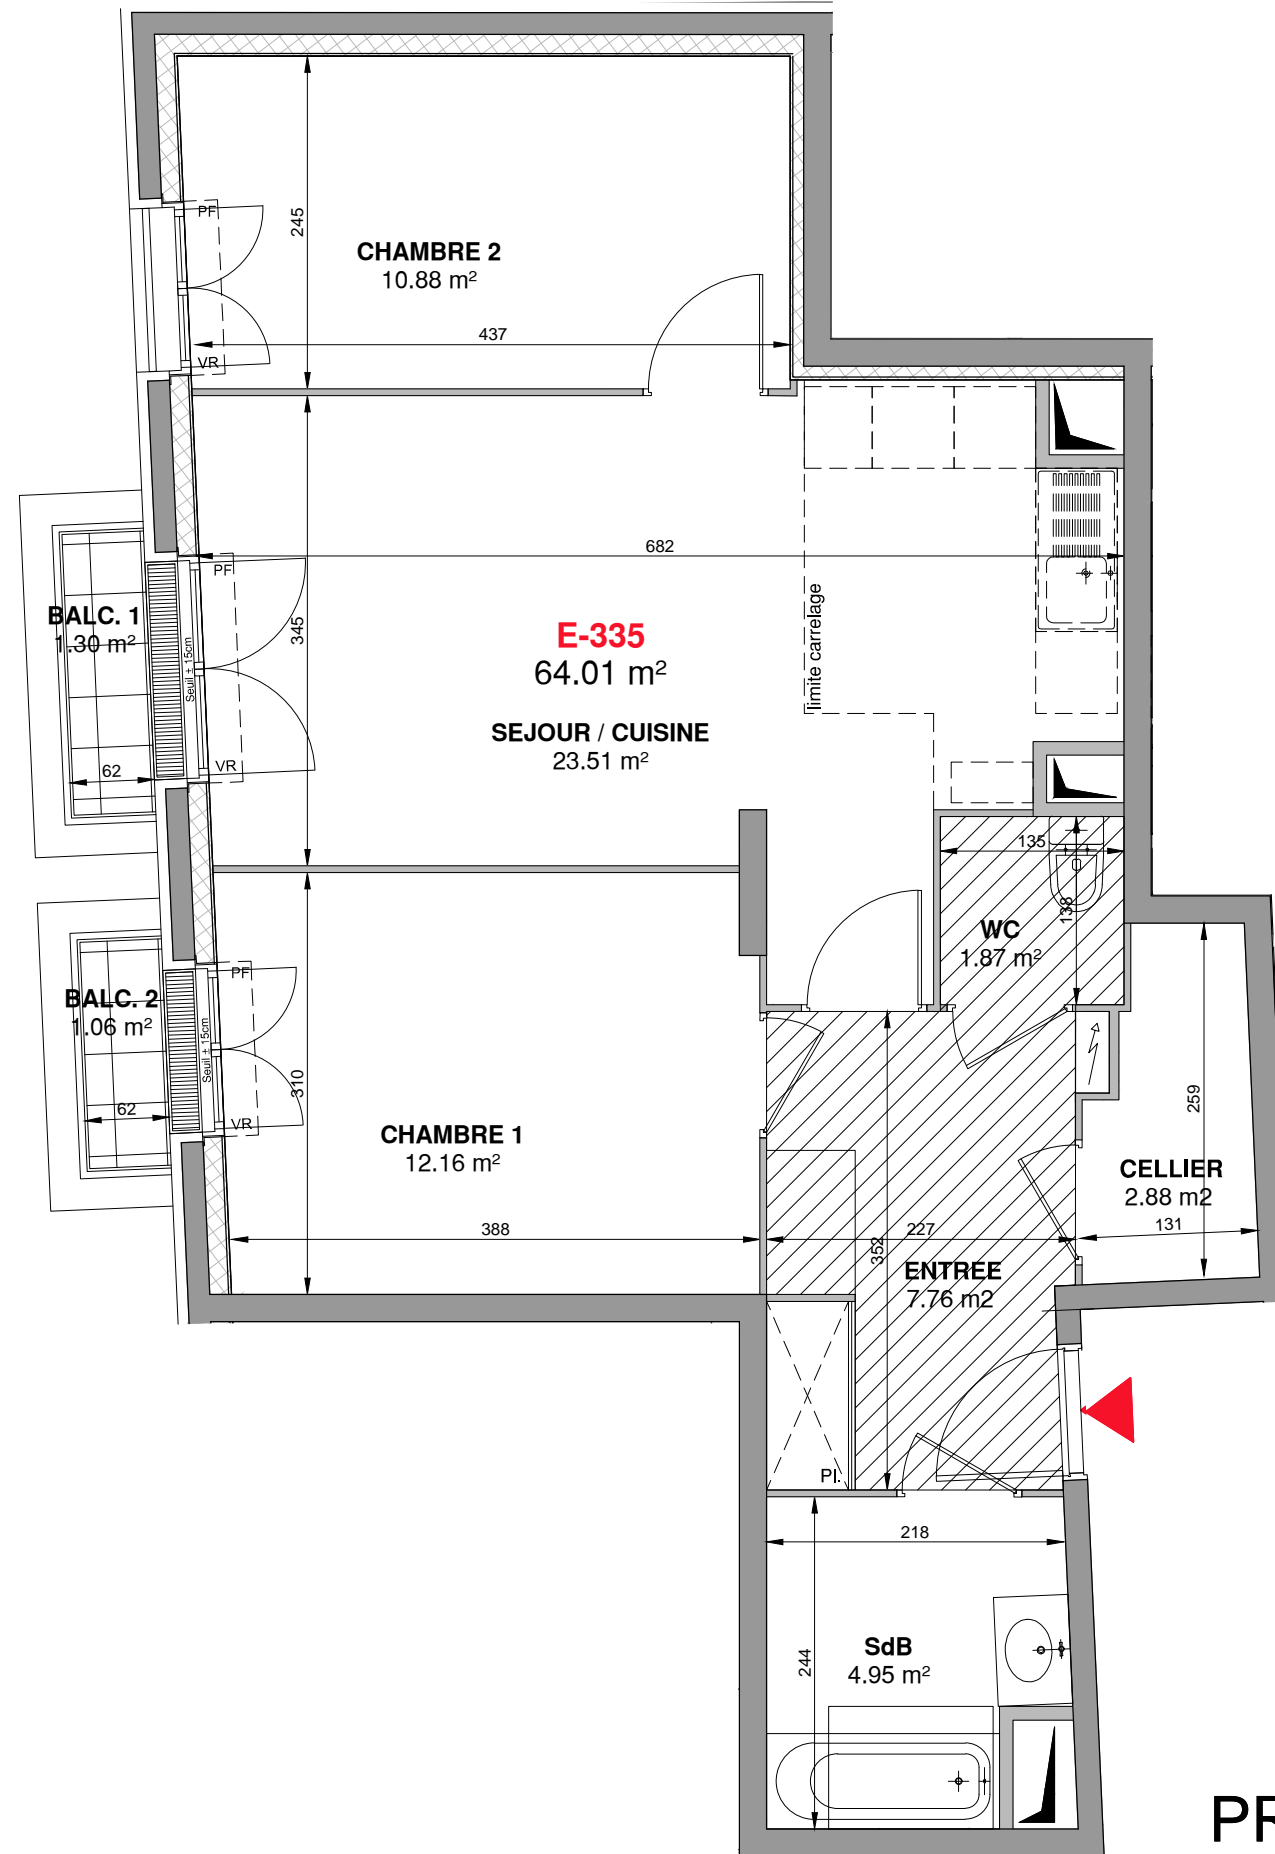 PF
245
CHAMBRE 2
10.88 m²
437
VR
682
PF
BALC. 1
1.30 m²
Seuil ± 15cm
345
E-335
64.01 m²
limite carrelage
SEJOUR / CUISINE
23.51 m²
62
VR
135
138
WC
1.87 m²
PF
BALC. 2
1.06 m²
Seuil ± 15cm
310
62
VR
259
CHAMBRE 1
12.16 m²
CELLIER
2.88 m2
131
388
227
352
ENTREE
7.76 m2
Pl.
218
SdB
4.95 m²
244
PR